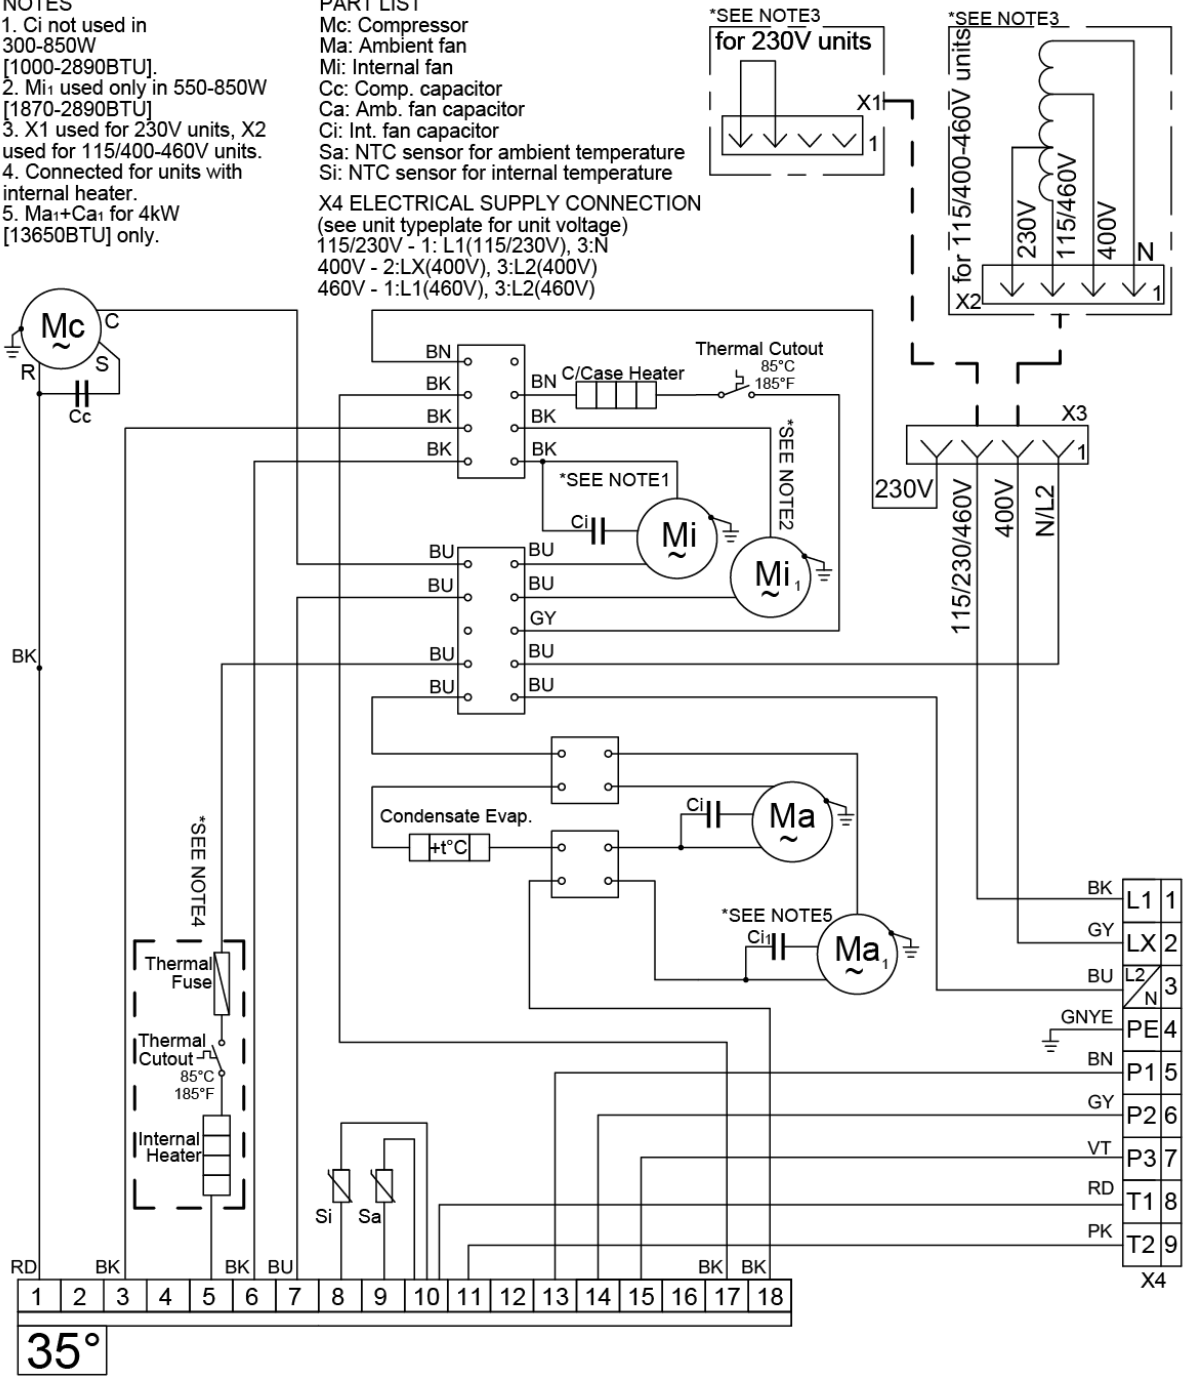 NOTES
1. Ci not used in
300-850W
[1000-2890BTU].
2. Mi1 used only in 550-850W
[1870-2890BTU]
3. X1 used for 230V units, X2
used for 115/400-460V units.
4. Connected for units with
internal heater.
5. Ma1+Ca1 for 4kW
[13650BTU] only.
PART LIST
Mc: Compressor
Ma: Ambient fan
Mi: Internal fan
Cc: Comp. capacitor
Ca: Amb. fan capacitor
Ci: Int. fan capacitor
Sa: NTC sensor for ambient temperature
Si: NTC sensor for internal temperature
X4 ELECTRICAL SUPPLY CONNECTION
(see unit typeplate for unit voltage)
115/230V - 1: L1(115/230V), 3:N
400V - 2:LX(400V), 3:L2(400V)
460V - 1:L1(460V), 3:L2(460V)
*SEE NOTE3
for 230V units
X1
1
*SEE NOTE3
for 115/400-460V units
230V
115/460V
400V
N
X2
1
Mc
~
C
S
R
Cc
BN
BK
BK
BK
BN
C/Case Heater
Thermal Cutout
85°C
185°F
BK
BK
*SEE NOTE1
*SEE NOTE2
Ci
Mi
~
Mi1
~
X3
1
230V
115/230/460V
400V
N/L2
BU
BU
BU
BU
BU
BU
GY
BU
BU
BK
Condensate Evap.
+t°C
Ci
Ma
~
*SEE NOTE5
Ci1
Ma1
~
*SEE NOTE4
Thermal
Fuse
Thermal
Cutout
85°C
185°F
Internal
Heater
Si
Sa
BK L1 1
GY LX 2
BU L2/N 3
GNYE PE 4
BN P1 5
GY P2 6
VT P3 7
RD T1 8
PK T2 9
X4
RD BK BK BU BK BK
1 2 3 4 5 6 7 8 9 10 11 12 13 14 15 16 17 18
35°